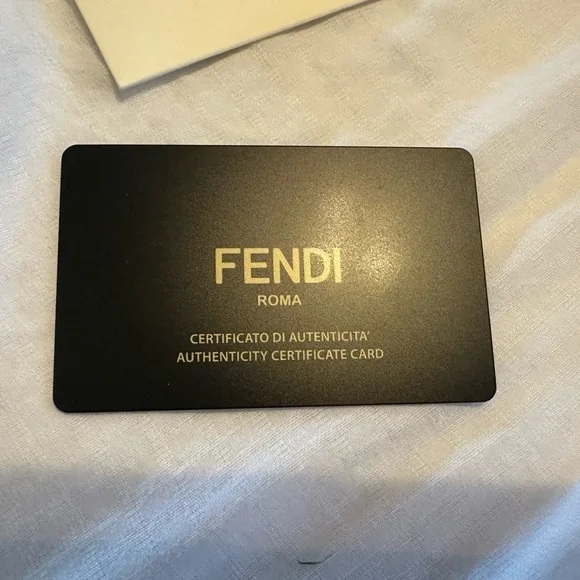 FENDI
ROMA
CERTIFICATO DI AUTENTICITA'
AUTHENTICITY CERTIFICATE CARD